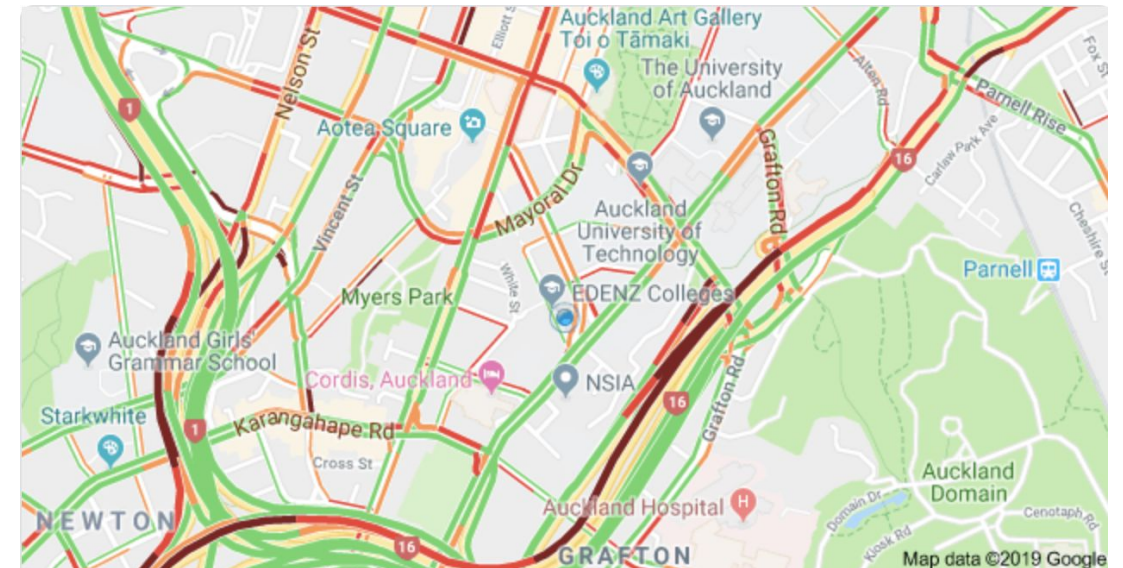 Auckland Art Gallery
Toi o Tāmaki
Elliott S
Nelson St
The University
of Auckland
Alten Rd
Fox St
1
Aotea Square
Parnell Rise
Grafton Rd
16
Carlaw Park Ave
Vincent St
Mayoral Dr
Auckland
University of
Technology
Cheshire St
Parnell
White St
Myers Park
EDENZ Colleges
Auckland Girls'
Grammar School
Cordis, Auckland
NSIA
16
Grafton Rd
Starkwhite
1
Karangahape Rd
Cross St
Auckland
Domain
Auckland Hospital
H
Domain Dr
Cenotaph Rd
NEWTON
16
GRAFTON
Kiosk Rd
Map data ©2019 Google